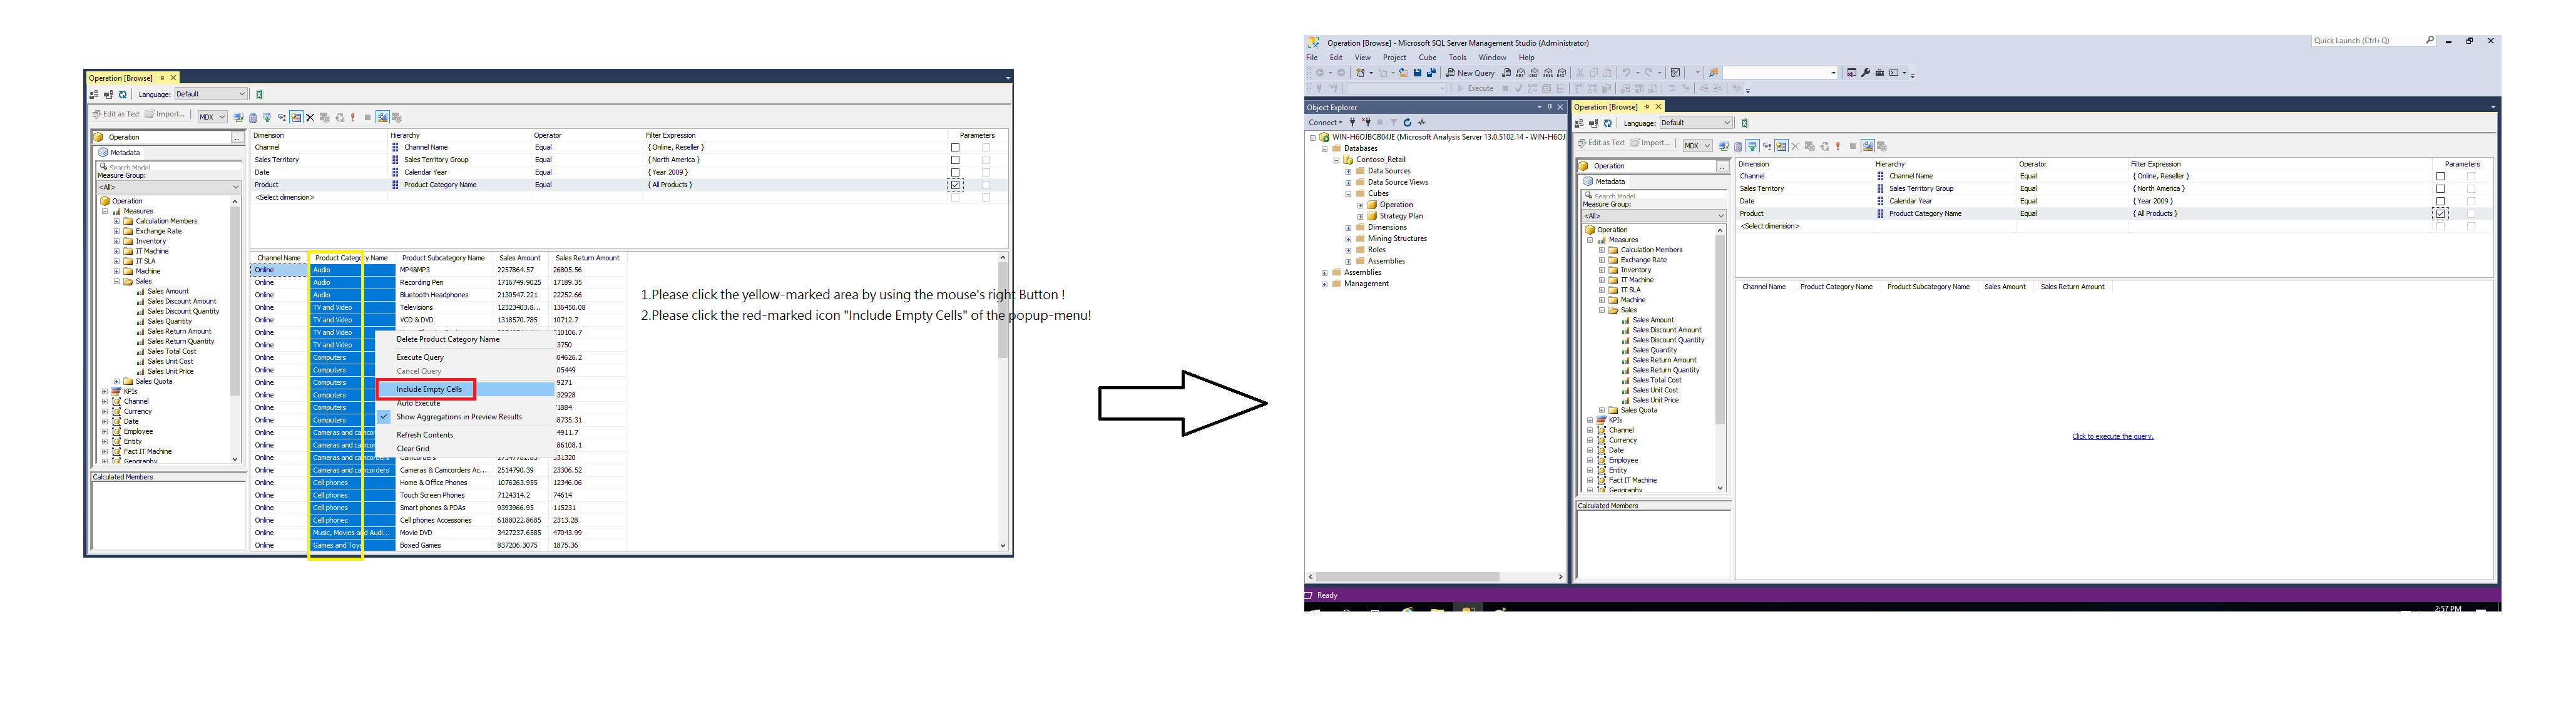 Operation [Browse]
Language: Default
Edit as Text Import... MDX
Operation
Metadata
Search Model
Measure Group:
<All>
Operation
Measures
Calculation Members
Exchange Rate
Inventory
IT Machine
IT SLA
Machine
Sales
Sales Amount
Sales Discount Amount
Sales Discount Quantity
Sales Quantity
Sales Return Amount
Sales Return Quantity
Sales Total Cost
Sales Unit Cost
Sales Unit Price
Sales Quota
KPIs
Channel
Currency
Date
Employee
Entity
Fact IT Machine
Geography
Calculated Members
Dimension Hierarchy Operator Filter Expression Parameters
Channel Channel Name Equal { Online, Reseller }
Sales Territory Sales Territory Group Equal { North America }
Date Calendar Year Equal { Year 2009 }
Product Product Category Name Equal { All Products }
<Select dimension>
Channel Name Product Category Name Product Subcategory Name Sales Amount Sales Return Amount
Online Audio MP4&MP3 2257864.57 26805.56
Online Audio Recording Pen 1716749.9025 17189.35
Online Audio Bluetooth Headphones 2130547.221 22252.66
Online TV and Video Televisions 12323403.8... 136450.08
Online TV and Video VCD & DVD 1318570.785 10712.7
Online TV and Video 10106.7
Online TV and Video 3750
Online Computers 04626.2
Online Computers 05449
Online Computers 9271
Online Computers 32928
Online Computers 1884
Online Computers 8735.31
Online Cameras and camcorders 4911.7
Online Cameras and camcorders 86108.1
Online Cameras and camcorders Camcorders 331320
Online Cameras and camcorders Cameras & Camcorders Ac... 2514790.39 23306.52
Online Cell phones Home & Office Phones 1076263.955 12346.06
Online Cell phones Touch Screen Phones 7124314.2 74614
Online Cell phones Smart phones & PDAs 9393966.95 115231
Online Cell phones Cell phones Accessories 6188022.8685 2313.28
Online Music, Movies and Audi... Movie DVD 3427237.6585 47043.99
Online Games and Toys Boxed Games 837206.3075 1875.36
Delete Product Category Name
Execute Query
Cancel Query
Include Empty Cells
Auto Execute
Show Aggregations in Preview Results
Refresh Contents
Clear Grid
1.Please click the yellow-marked area by using the mouse's right Button !
2.Please click the red-marked icon "Include Empty Cells" of the popup-menu!
Operation [Browse] - Microsoft SQL Server Management Studio (Administrator)
Quick Launch (Ctrl+Q)
File Edit View Project Cube Tools Window Help
New Query
Execute
Object Explorer
Connect
WIN-H6OJBCB04JE (Microsoft Analysis Server 13.0.5102.14 - WIN-H6OJ
Databases
Contoso_Retail
Data Sources
Data Source Views
Cubes
Operation
Strategy Plan
Dimensions
Mining Structures
Roles
Assemblies
Assemblies
Management
Operation [Browse]
Language: Default
Edit as Text Import... MDX
Operation
Metadata
Search Model
Measure Group:
<All>
Operation
Measures
Calculation Members
Exchange Rate
Inventory
IT Machine
IT SLA
Machine
Sales
Sales Amount
Sales Discount Amount
Sales Discount Quantity
Sales Quantity
Sales Return Amount
Sales Return Quantity
Sales Total Cost
Sales Unit Cost
Sales Unit Price
Sales Quota
KPIs
Channel
Currency
Date
Employee
Entity
Fact IT Machine
Geography
Calculated Members
Dimension Hierarchy Operator Filter Expression Parameters
Channel Channel Name Equal { Online, Reseller }
Sales Territory Sales Territory Group Equal { North America }
Date Calendar Year Equal { Year 2009 }
Product Product Category Name Equal { All Products }
<Select dimension>
Channel Name Product Category Name Product Subcategory Name Sales Amount Sales Return Amount
Click to execute the query.
Ready
2:57 PM